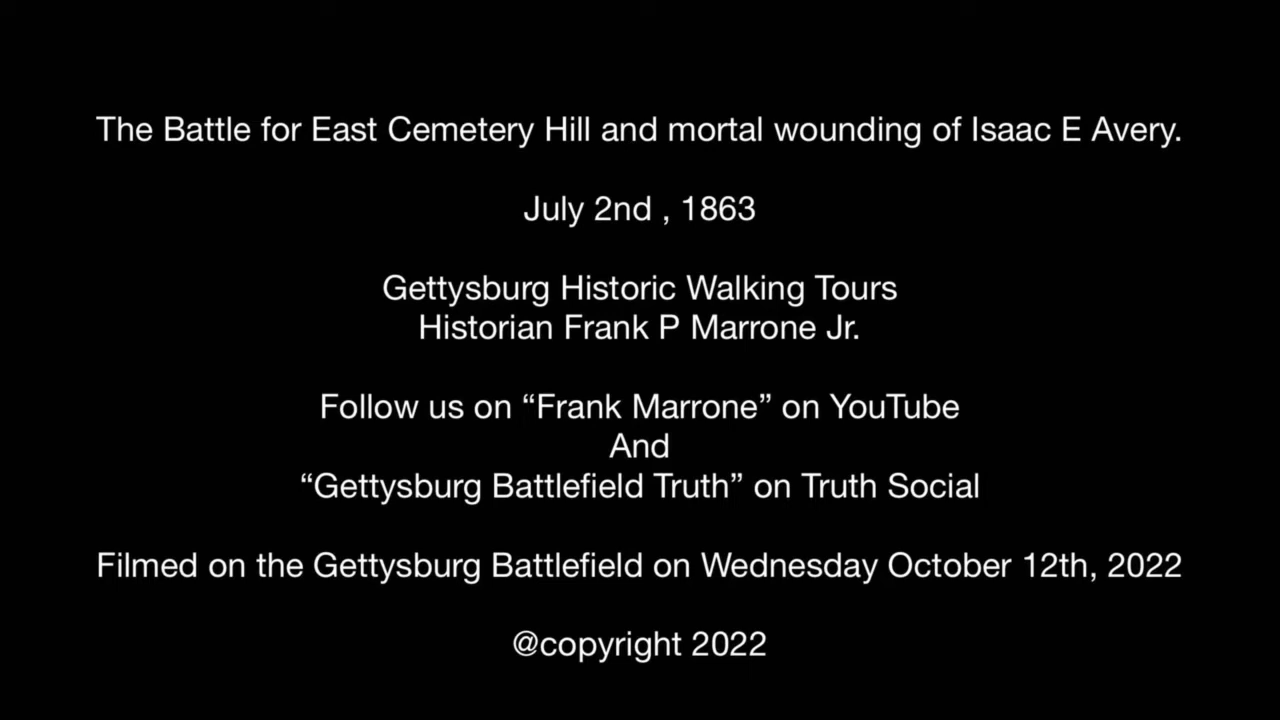 The Battle for East Cemetery Hill and mortal wounding of Isaac E Avery.
July 2nd , 1863
Gettysburg Historic Walking Tours
Historian Frank P Marrone Jr.
Follow us on “Frank Marrone” on YouTube
And
“Gettysburg Battlefield Truth” on Truth Social
Filmed on the Gettysburg Battlefield on Wednesday October 12th, 2022
@copyright 2022